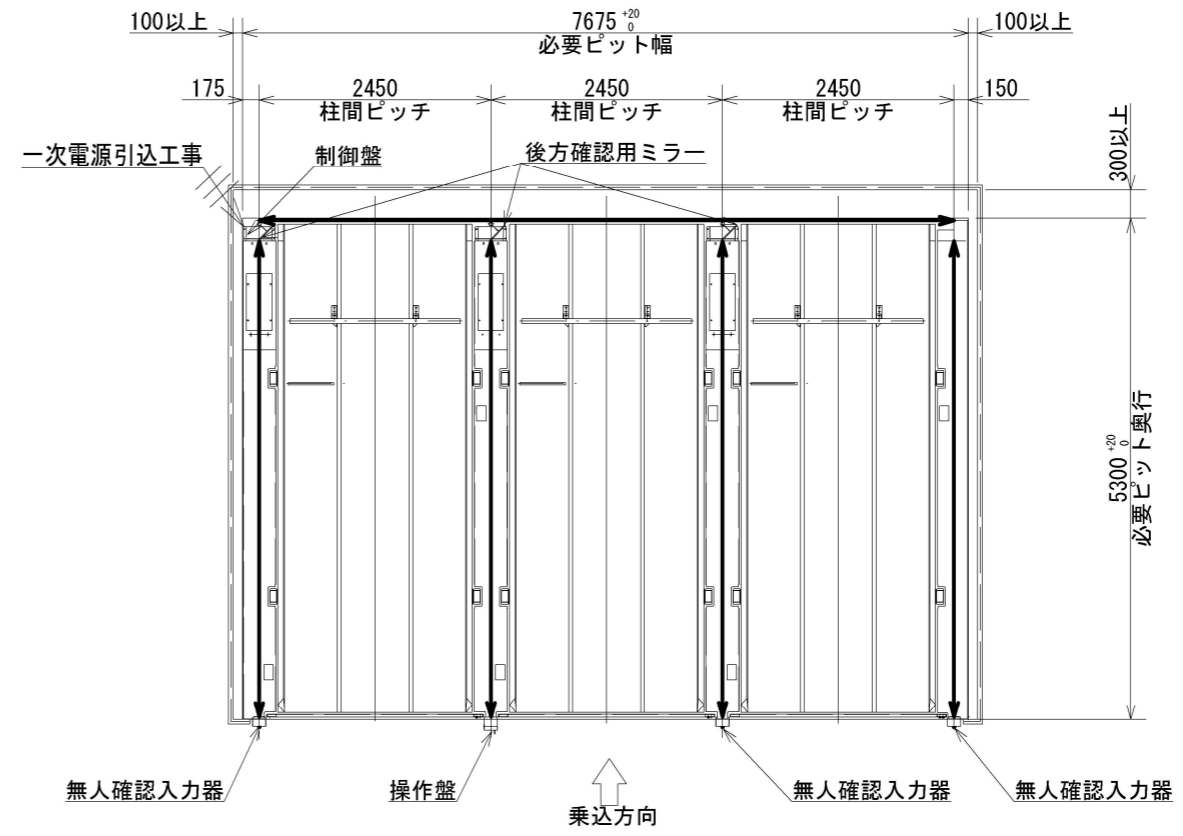 100以上
7675 +20 0
100以上
必要ピット幅
175
2450
2450
2450
150
柱間ピッチ
柱間ピッチ
柱間ピッチ
一次電源引込工事
制御盤
後方確認用ミラー
300以上
5300 +20 0
必要ピット奥行
無人確認入力器
操作盤
無人確認入力器
無人確認入力器
乗込方向